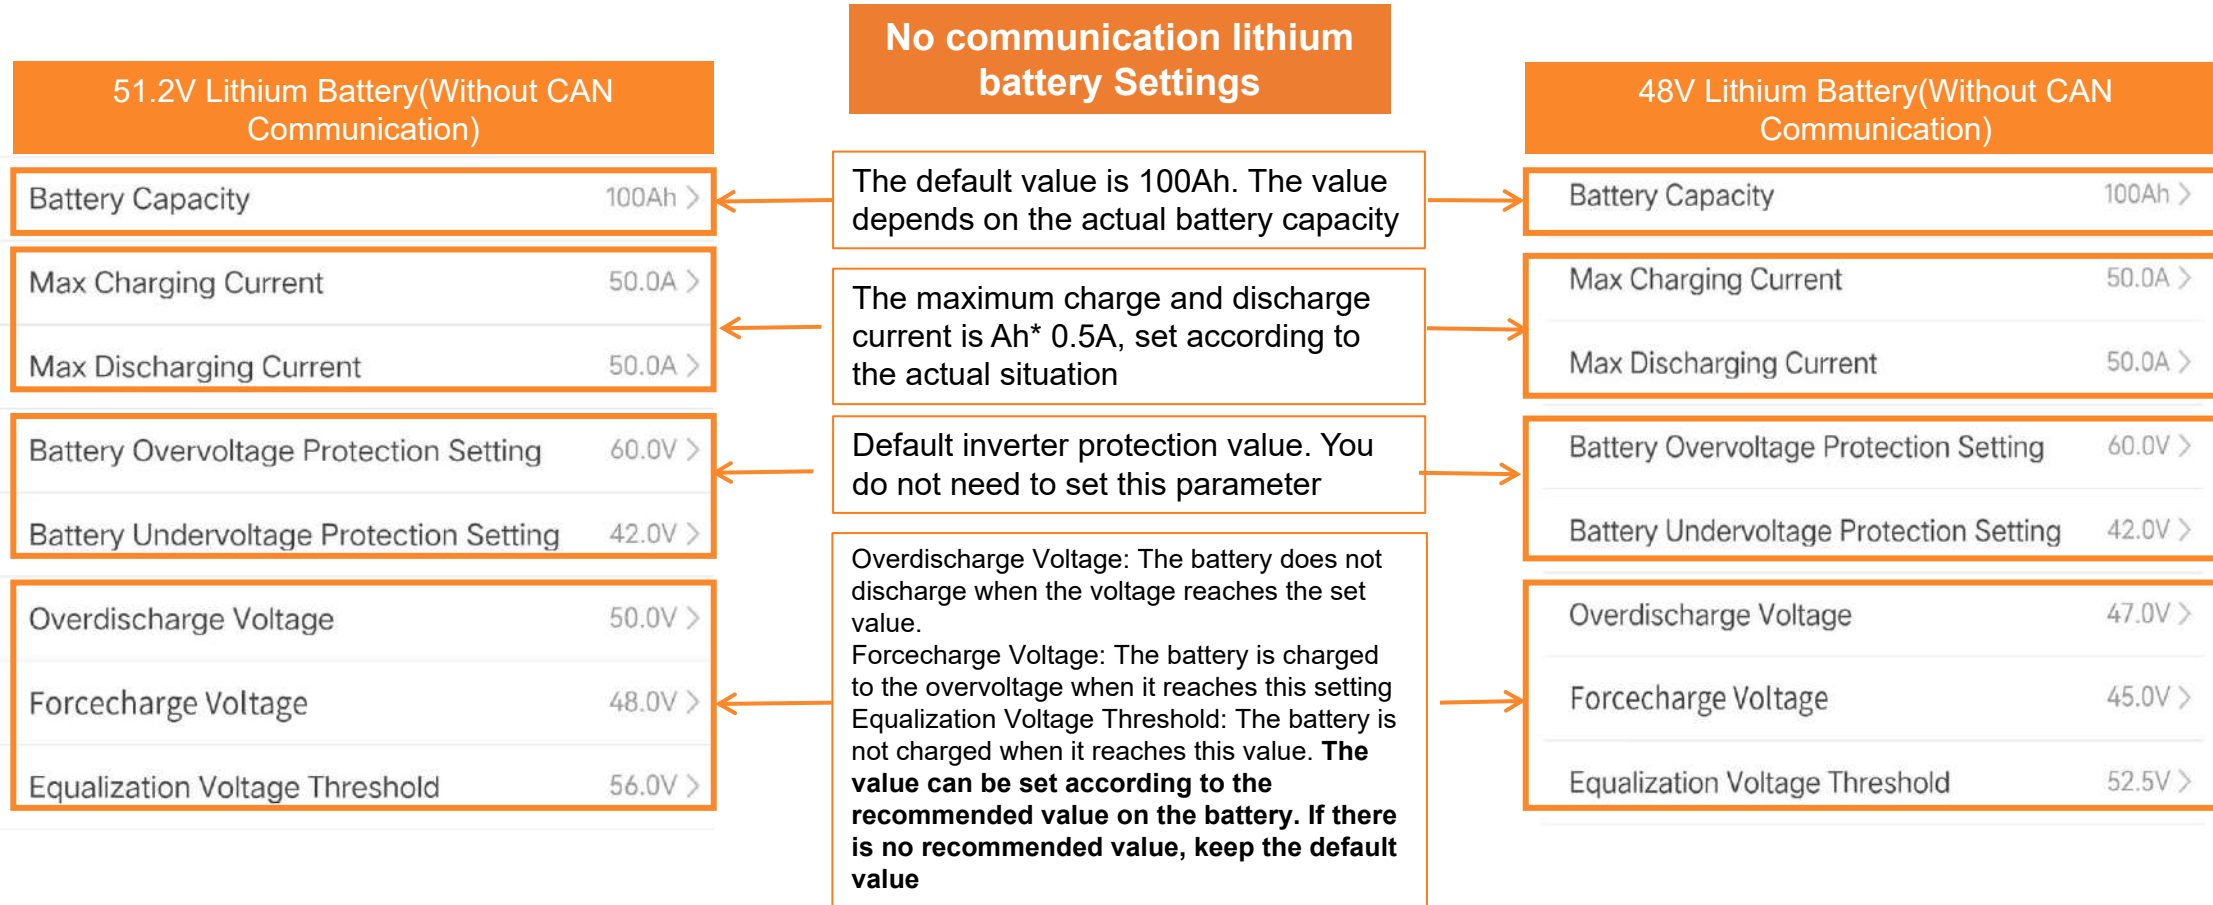 No communication lithium
battery Settings
51.2V Lithium Battery(Without CAN
Communication)
Battery Capacity 100Ah >
Max Charging Current 50.0A >
Max Discharging Current 50.0A >
Battery Overvoltage Protection Setting 60.0V >
Battery Undervoltage Protection Setting 42.0V >
Overdischarge Voltage 50.0V >
Forcecharge Voltage 48.0V >
Equalization Voltage Threshold 56.0V >
The default value is 100Ah. The value
depends on the actual battery capacity
The maximum charge and discharge
current is Ah* 0.5A, set according to
the actual situation
Default inverter protection value. You
do not need to set this parameter
Overdischarge Voltage: The battery does not
discharge when the voltage reaches the set
value.
Forcecharge Voltage: The battery is charged
to the overvoltage when it reaches this setting
Equalization Voltage Threshold: The battery is
not charged when it reaches this value. The
value can be set according to the
recommended value on the battery. If there
is no recommended value, keep the default
value
48V Lithium Battery(Without CAN
Communication)
Battery Capacity 100Ah >
Max Charging Current 50.0A >
Max Discharging Current 50.0A >
Battery Overvoltage Protection Setting 60.0V >
Battery Undervoltage Protection Setting 42.0V >
Overdischarge Voltage 47.0V >
Forcecharge Voltage 45.0V >
Equalization Voltage Threshold 52.5V >